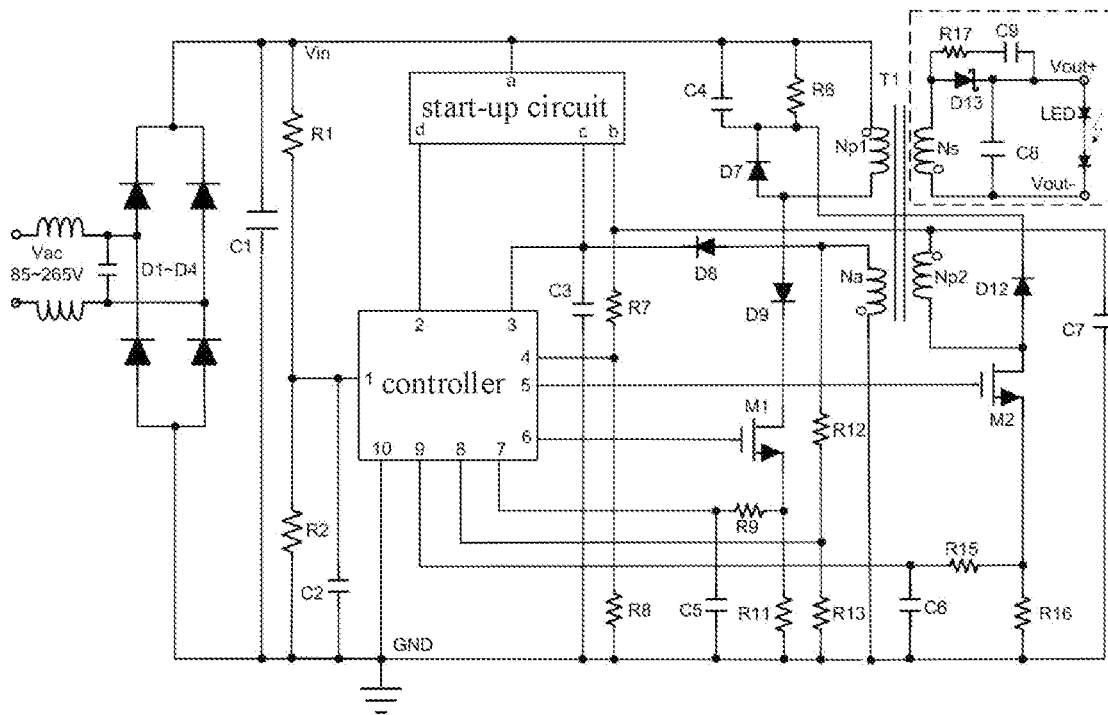 R17
C9
Vin
Vout+
a
C4
R6
T1
D13
start-up circuit
LED
d
c
b
R1
Np1
Ns
C8
D7
Vout-
Vac
85~265V
D1~D4
C1
D8
Na
Np2
D12
C3
R7
D9
C7
2
3
4
1
controller
5
M1
M2
6
R12
10
9
8
7
R9
R2
R15
C2
R8
C5
R11
R13
C6
R16
GND